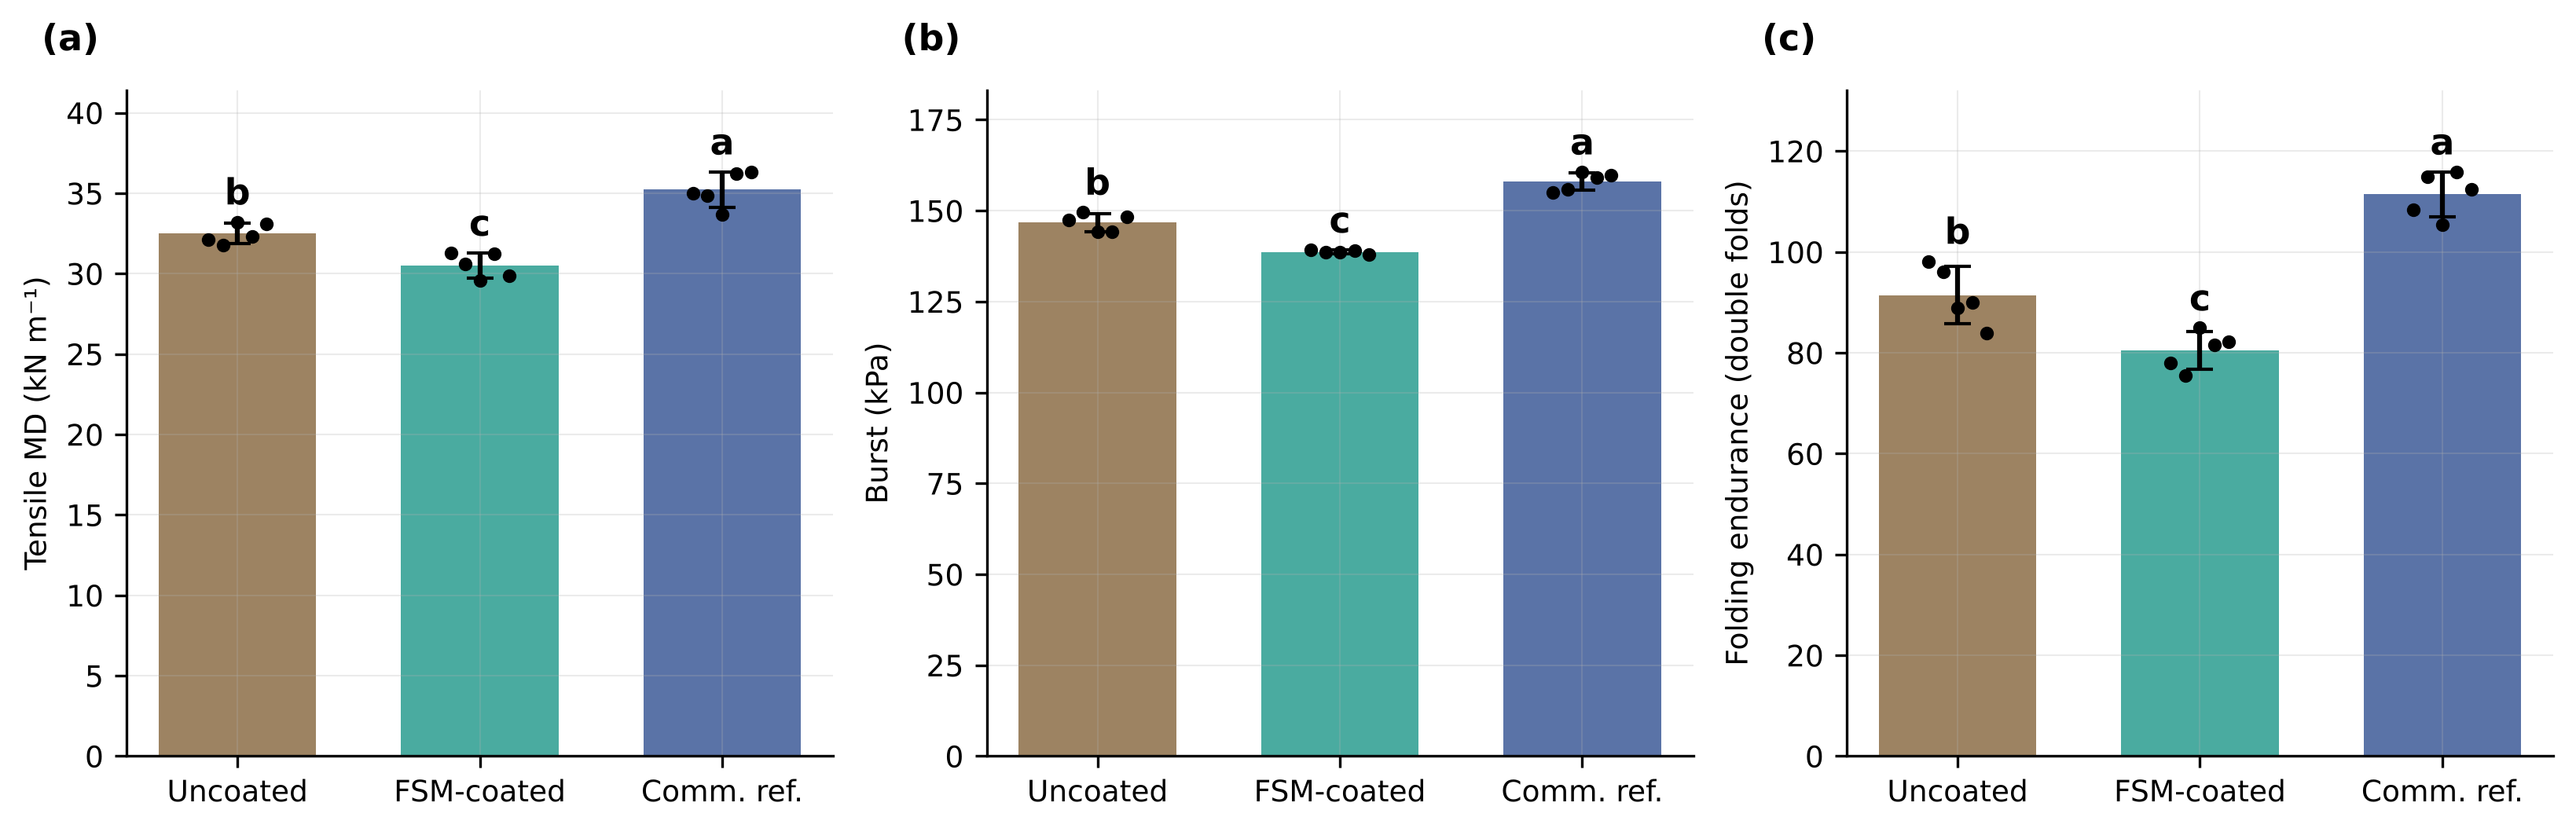 (a)
Tensile MD (kN m⁻¹)
40
35
30
25
20
15
10
5
0
b
c
a
Uncoated FSM-coated Comm. ref.
(b)
Burst (kPa)
175
150
125
100
75
50
25
0
b
c
a
Uncoated FSM-coated Comm. ref.
(c)
Folding endurance (double folds)
120
100
80
60
40
20
0
b
c
a
Uncoated FSM-coated Comm. ref.